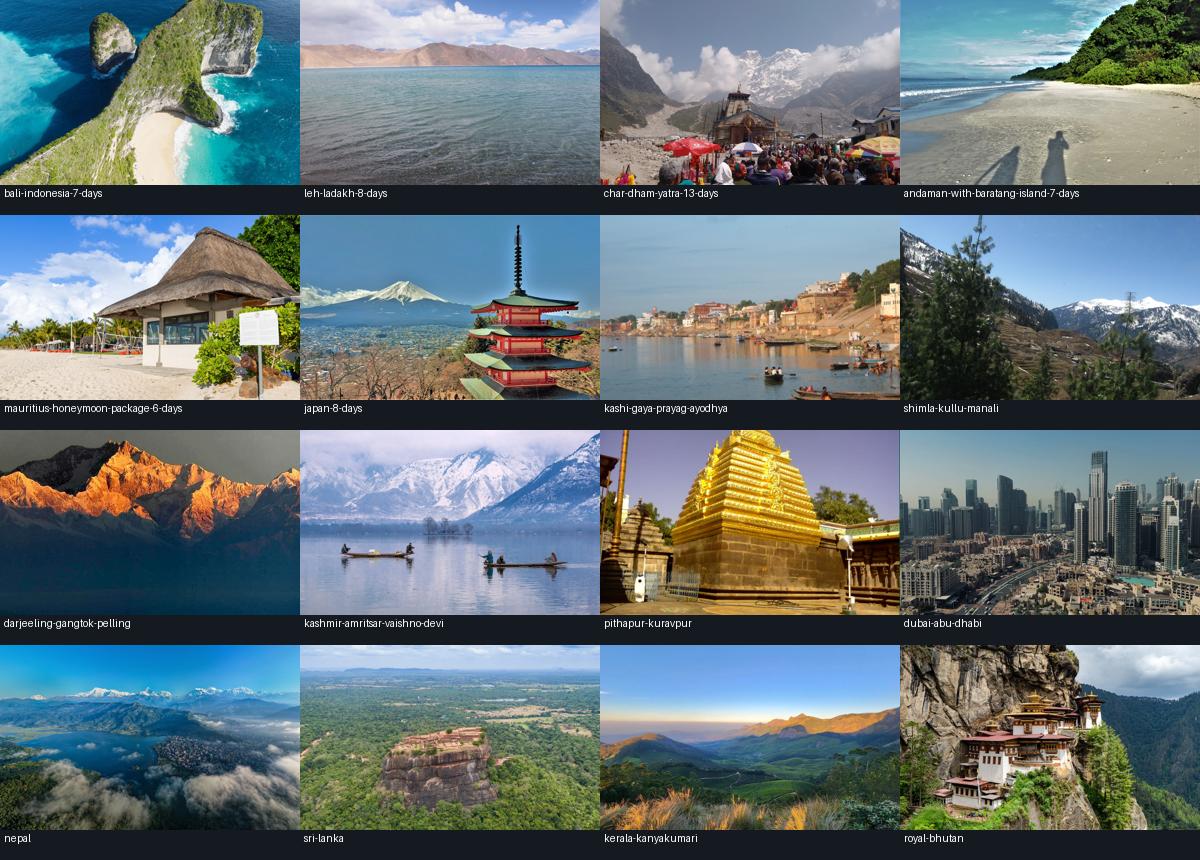 bali-indonesia-7-days
leh-ladakh-8-days
char-dham-yatra-13-days
andaman-with-baratang-island-7-days
mauritius-honeymoon-package-6-days
japan-8-days
kashi-gaya-prayag-ayodhya
shimla-kullu-manali
darjeeling-gangtok-pelling
kashmir-amritsar-vaishno-devi
pithapur-kuravpur
dubai-abu-dhabi
nepal
sri-lanka
kerala-kanyakumari
royal-bhutan